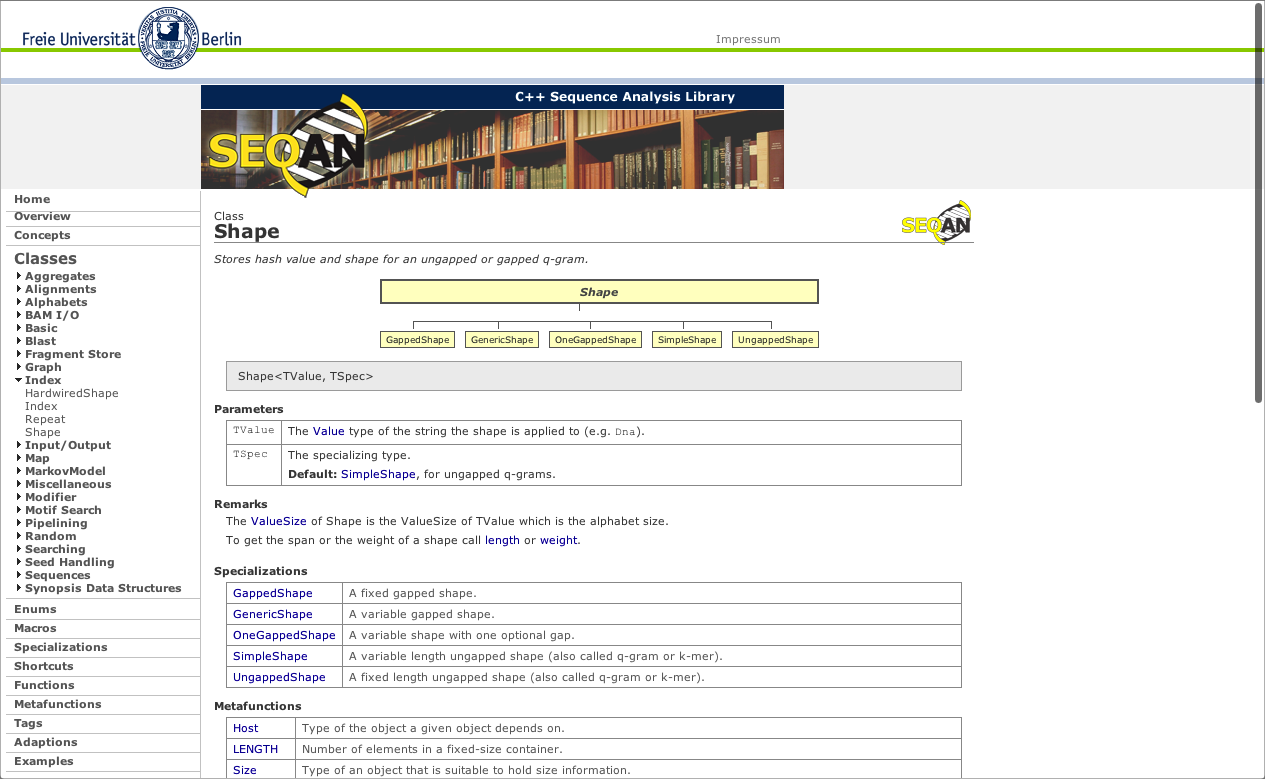 Freie Universität Berlin
Impressum
C++ Sequence Analysis Library
SEQAN
Home
Overview
Concepts
Classes
Aggregates
Alignments
Alphabets
BAM I/O
Basic
Blast
Fragment Store
Graph
Index
HardwiredShape
Index
Repeat
Shape
Input/Output
Map
MarkovModel
Miscellaneous
Modifier
Motif Search
Pipelining
Random
Searching
Seed Handling
Sequences
Synopsis Data Structures
Enums
Macros
Specializations
Shortcuts
Functions
Metafunctions
Tags
Adaptions
Examples
Class
Shape
SEQAN
Stores hash value and shape for an ungapped or gapped q-gram.
Shape
GappedShape GenericShape OneGappedShape SimpleShape UngappedShape
Shape<TValue, TSpec>
Parameters
TValue The Value type of the string the shape is applied to (e.g. Dna).
TSpec The specializing type.
Default: SimpleShape, for ungapped q-grams.
Remarks
The ValueSize of Shape is the ValueSize of TValue which is the alphabet size.
To get the span or the weight of a shape call length or weight.
Specializations
GappedShape A fixed gapped shape.
GenericShape A variable gapped shape.
OneGappedShape A variable shape with one optional gap.
SimpleShape A variable length ungapped shape (also called q-gram or k-mer).
UngappedShape A fixed length ungapped shape (also called q-gram or k-mer).
Metafunctions
Host Type of the object a given object depends on.
LENGTH Number of elements in a fixed-size container.
Size Type of an object that is suitable to hold size information.